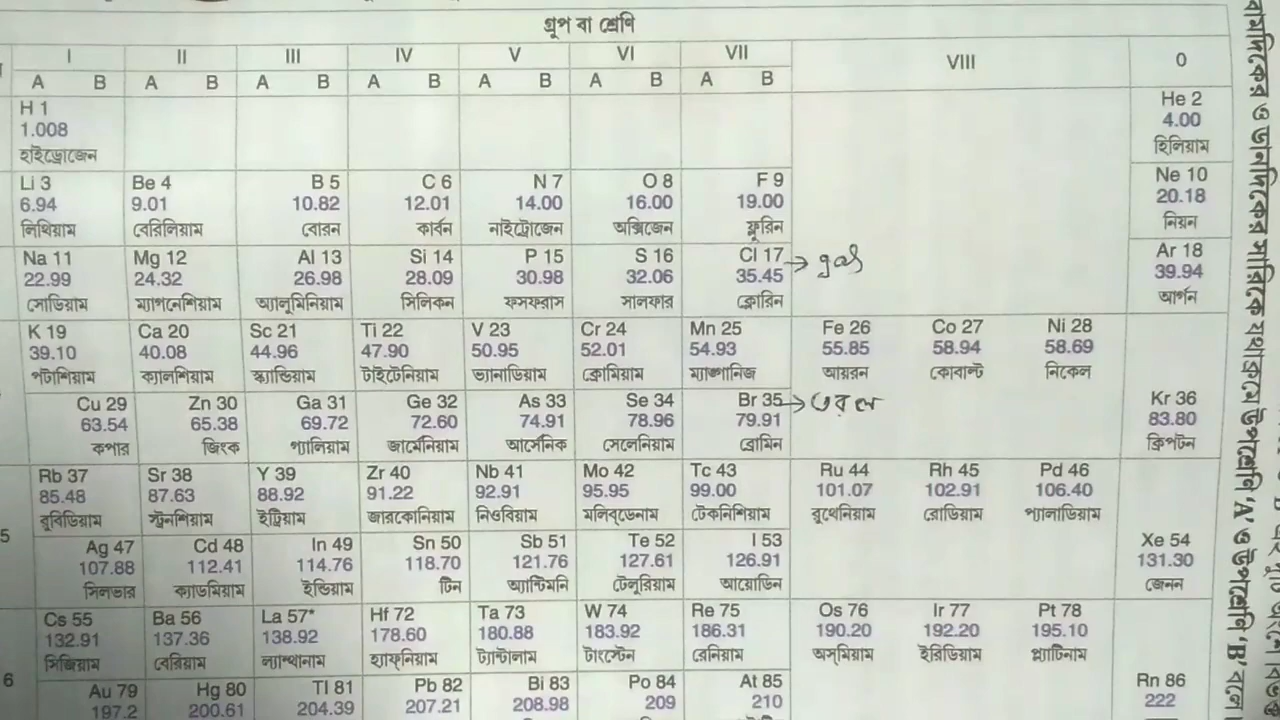 গ্রুপ বা শ্রেণি
I II III IV V VI VII VIII 0
A B A B A B A B A B A B A B
H 1 He 2
1.008 4.00
হাইড্রোজেন হিলিয়াম
Li 3 Be 4 B 5 C 6 N 7 O 8 F 9 Ne 10
6.94 9.01 10.82 12.01 14.00 16.00 19.00 20.18
লিথিয়াম বেরিলিয়াম বোরন কার্বন নাইট্রোজেন অক্সিজেন ফ্লুরিন নিয়ন
Na 11 Mg 12 Al 13 Si 14 P 15 S 16 Cl 17 → gas Ar 18
22.99 24.32 26.98 28.09 30.98 32.06 35.45 39.94
সোডিয়াম ম্যাগনেশিয়াম অ্যালুমিনিয়াম সিলিকন ফসফরাস সালফার ক্লোরিন আর্গন
K 19 Ca 20 Sc 21 Ti 22 V 23 Cr 24 Mn 25 Fe 26 Co 27 Ni 28
39.10 40.08 44.96 47.90 50.95 52.01 54.93 55.85 58.94 58.69
পটাশিয়াম ক্যালশিয়াম স্ক্যান্ডিয়াম টাইটেনিয়াম ভ্যানাডিয়াম ক্রোমিয়াম ম্যাঙ্গানিজ আয়রন কোবাল্ট নিকেল
Cu 29 Zn 30 Ga 31 Ge 32 As 33 Se 34 Br 35 → তরল Kr 36
63.54 65.38 69.72 72.60 74.91 78.96 79.91 83.80
কপার জিংক গ্যালিয়াম জার্মেনিয়াম আর্সেনিক সেলেনিয়াম ব্রোমিন ক্রিপটন
Rb 37 Sr 38 Y 39 Zr 40 Nb 41 Mo 42 Tc 43 Ru 44 Rh 45 Pd 46
85.48 87.63 88.92 91.22 92.91 95.95 99.00 101.07 102.91 106.40
রুবিডিয়াম স্ট্রনশিয়াম ইট্রিয়াম জারকোনিয়াম নিওবিয়াম মলিবডেনাম টেকনিশিয়াম রুথেনিয়াম রোডিয়াম প্যালাডিয়াম
5
Ag 47 Cd 48 In 49 Sn 50 Sb 51 Te 52 I 53 Xe 54
107.88 112.41 114.76 118.70 121.76 127.61 126.91 131.30
সিলভার ক্যাডমিয়াম ইন্ডিয়াম টিন অ্যান্টিমনি টেলুরিয়াম আয়োডিন জেনন
Cs 55 Ba 56 La 57* Hf 72 Ta 73 W 74 Re 75 Os 76 Ir 77 Pt 78
132.91 137.36 138.92 178.60 180.88 183.92 186.31 190.20 192.20 195.10
সিজিয়াম বেরিয়াম ল্যান্থানাম হ্যাফনিয়াম ট্যান্টালাম টাংস্টেন রেনিয়াম অসমিয়াম ইরিডিয়াম প্ল্যাটিনাম
6
Au 79 Hg 80 Tl 81 Pb 82 Bi 83 Po 84 At 85 Rn 86
197.2 200.61 204.39 207.21 208.98 209 210 222
বামদিকের ও ডানদিকের সারিকে যথাক্রমে উপশ্রেণি 'A' ও উপশ্রেণি 'B' বলে